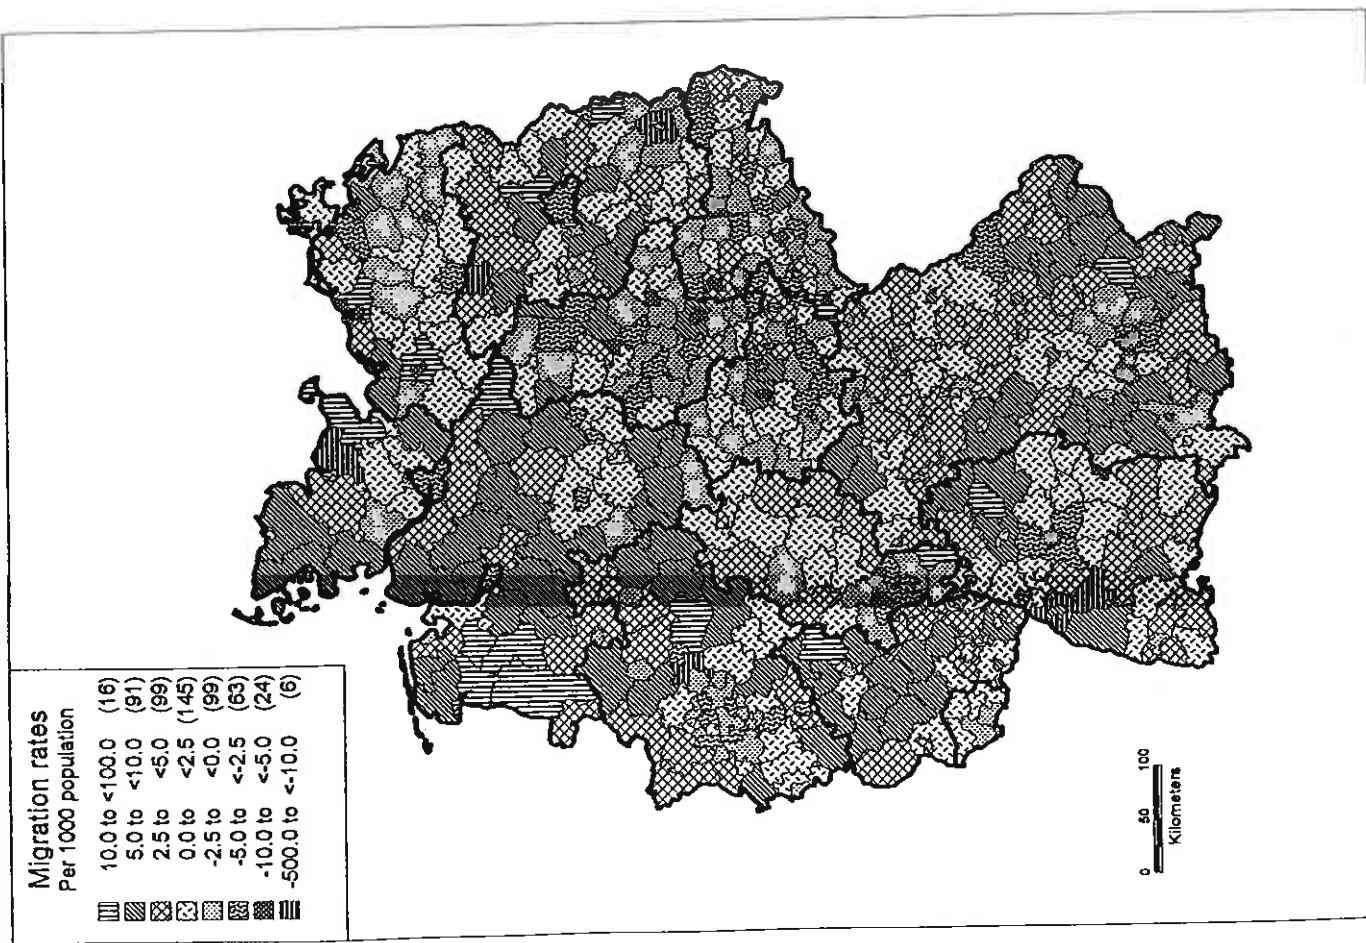 Migration rates
Per 1000 population
10.0 to <100.0 (16)
5.0 to <10.0 (91)
2.5 to <5.0 (99)
0.0 to <2.5 (145)
-2.5 to <0.0 (99)
-5.0 to <-2.5 (63)
-10.0 to <-5.0 (24)
-500.0 to <-10.0 (6)
0 50 100
Kilometers